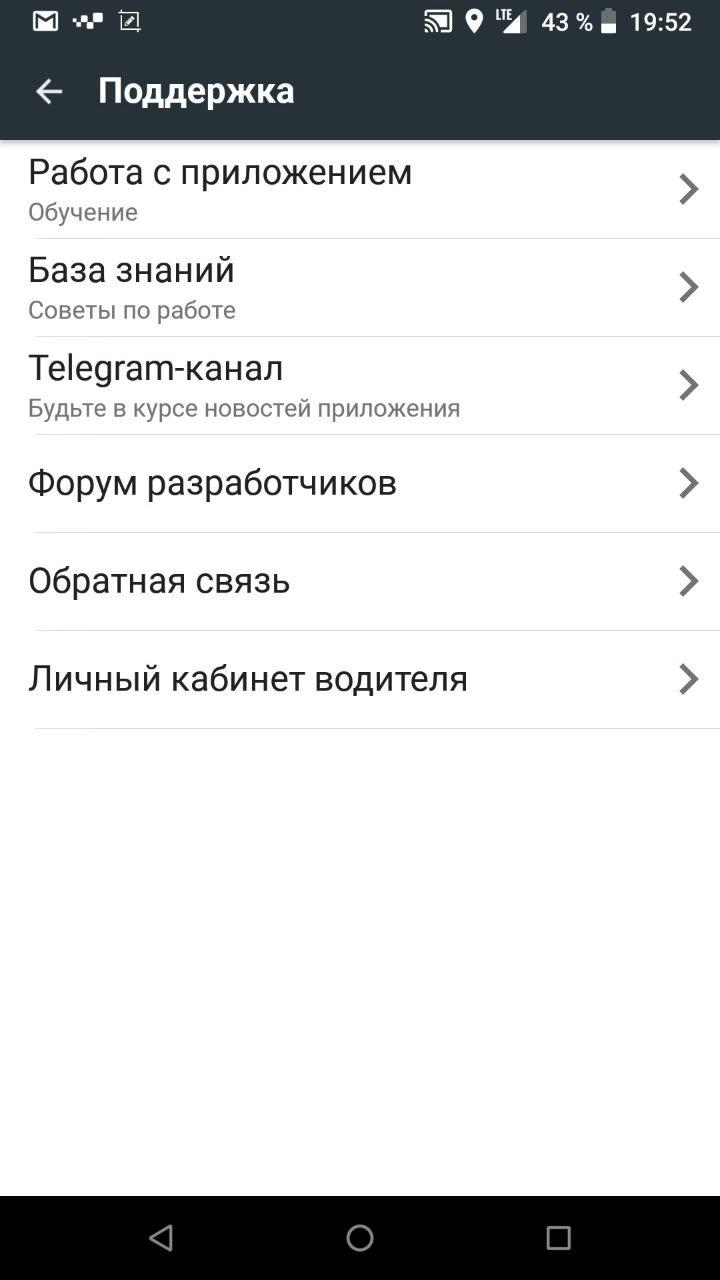 LTE 43 % 19:52
Поддержка
Работа с приложением
Обучение
База знаний
Советы по работе
Telegram-канал
Будьте в курсе новостей приложения
Форум разработчиков
Обратная связь
Личный кабинет водителя